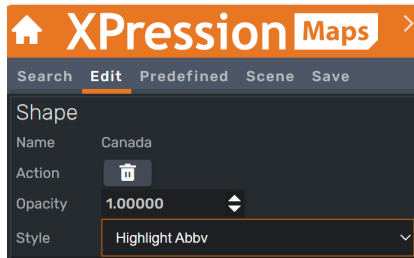 XPression Maps
Search Edit Predefined Scene Save
Shape
Name Canada
Action
Opacity 1.00000
Style Highlight Abbv